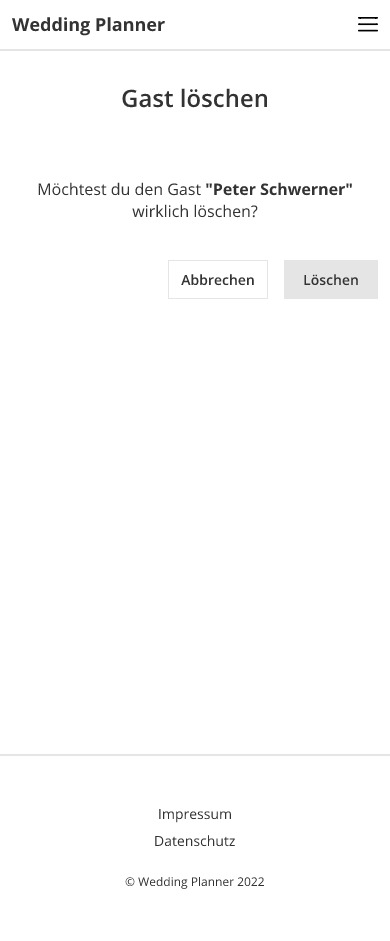 Wedding Planner
Gast löschen
Möchtest du den Gast "Peter Schwerner"
wirklich löschen?
Abbrechen
Löschen
Impressum
Datenschutz
© Wedding Planner 2022